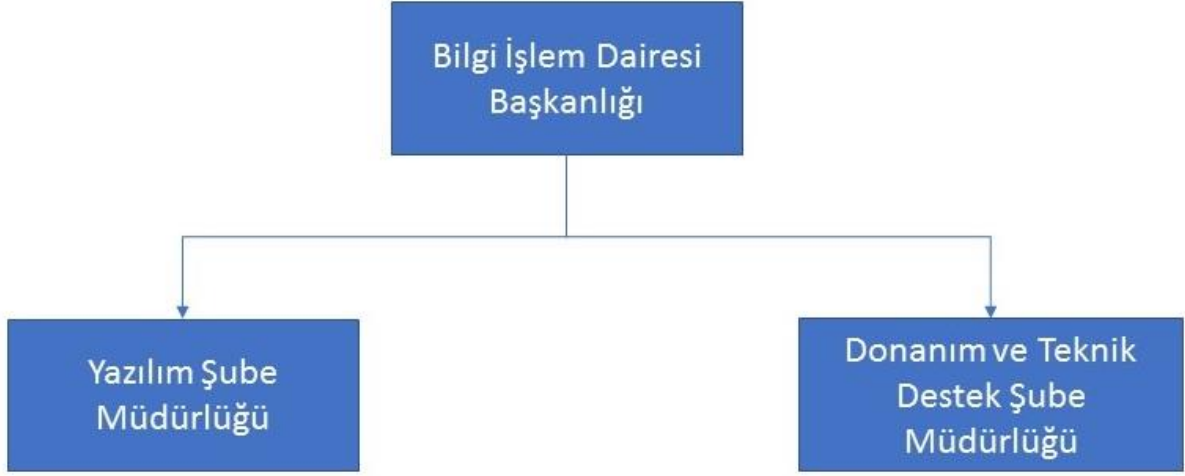 Bilgi İşlem Dairesi
Başkanlığı
Yazılım Şube
Müdürlüğü
Donanım ve Teknik
Destek Şube
Müdürlüğü